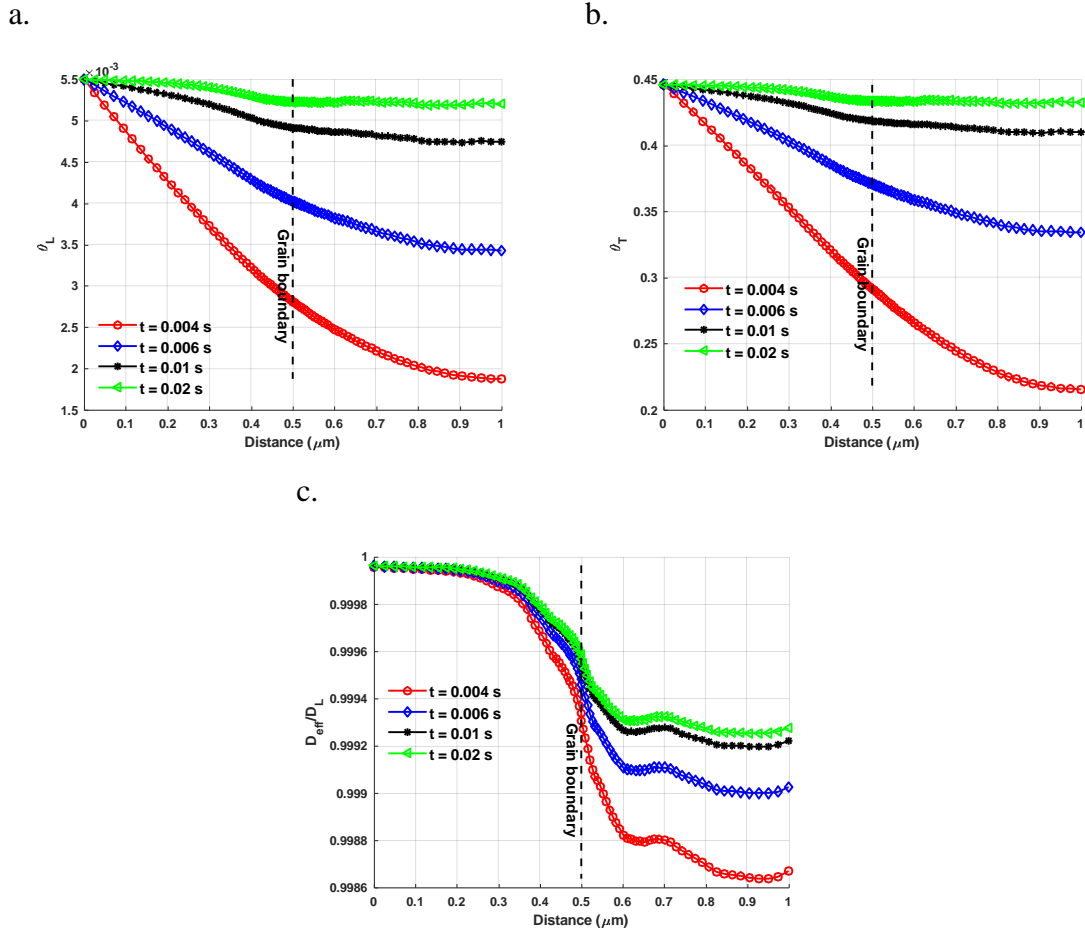 a.
× 10⁻³
5.5
5
4.5
4
3.5
3
2.5
2
1.5
θ_L
Grain boundary
t = 0.004 s
t = 0.006 s
t = 0.01 s
t = 0.02 s
0 0.1 0.2 0.3 0.4 0.5 0.6 0.7 0.8 0.9 1
Distance (μm)
b.
0.45
0.4
0.35
0.3
0.25
0.2
θ_T
Grain boundary
t = 0.004 s
t = 0.006 s
t = 0.01 s
t = 0.02 s
0 0.1 0.2 0.3 0.4 0.5 0.6 0.7 0.8 0.9 1
Distance (μm)
c.
1
0.9998
0.9996
0.9994
0.9992
0.999
0.9988
0.9986
D_eff/D_L
Grain boundary
t = 0.004 s
t = 0.006 s
t = 0.01 s
t = 0.02 s
0 0.1 0.2 0.3 0.4 0.5 0.6 0.7 0.8 0.9 1
Distance (μm)